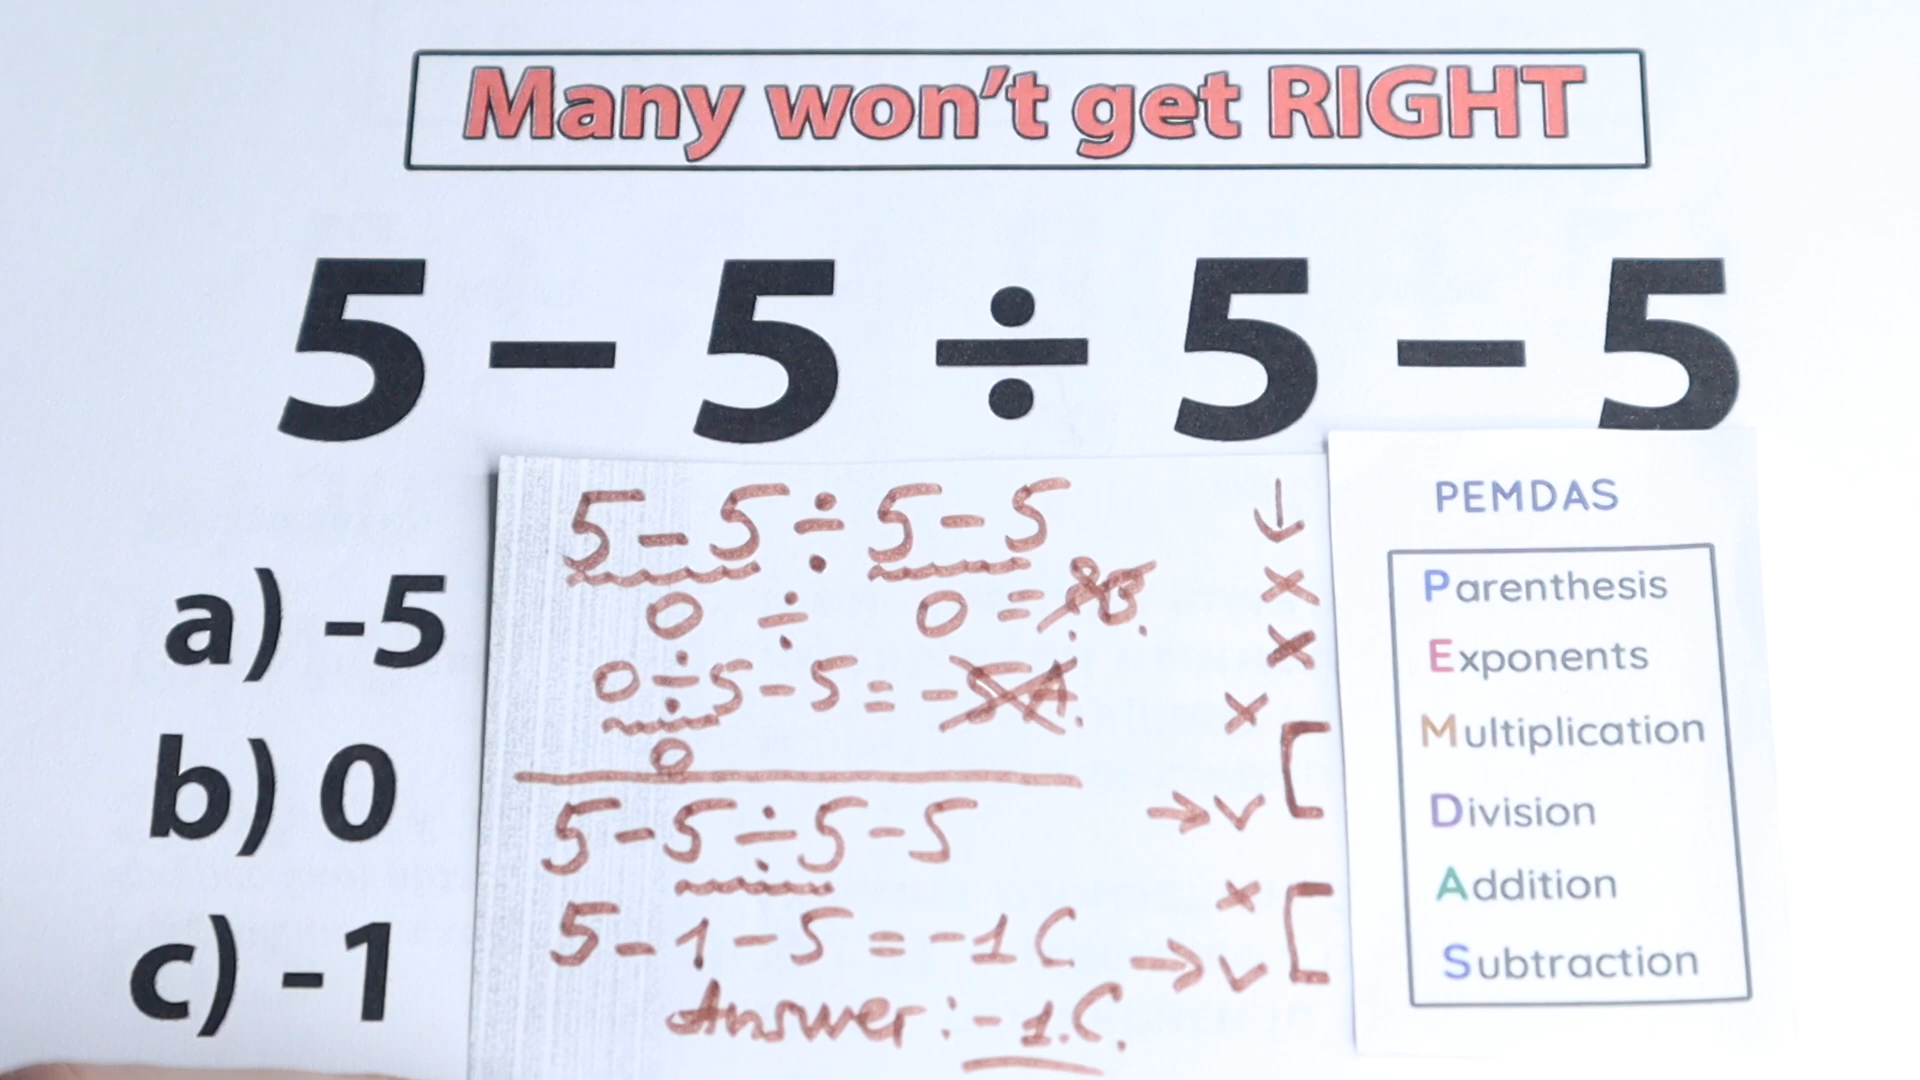 Many won't get RIGHT
5 – 5 ÷ 5 – 5
a) -5
b) 0
c) -1
5 - 5 ÷ 5 - 5
0 ÷ 0 =
0 ÷ 5 - 5 = -5 A.
0
5 - 5 ÷ 5 - 5
5 - 1 - 5 = -1 C
Answer: -1. C.
PEMDAS
Parenthesis
Exponents
Multiplication
Division
Addition
Subtraction